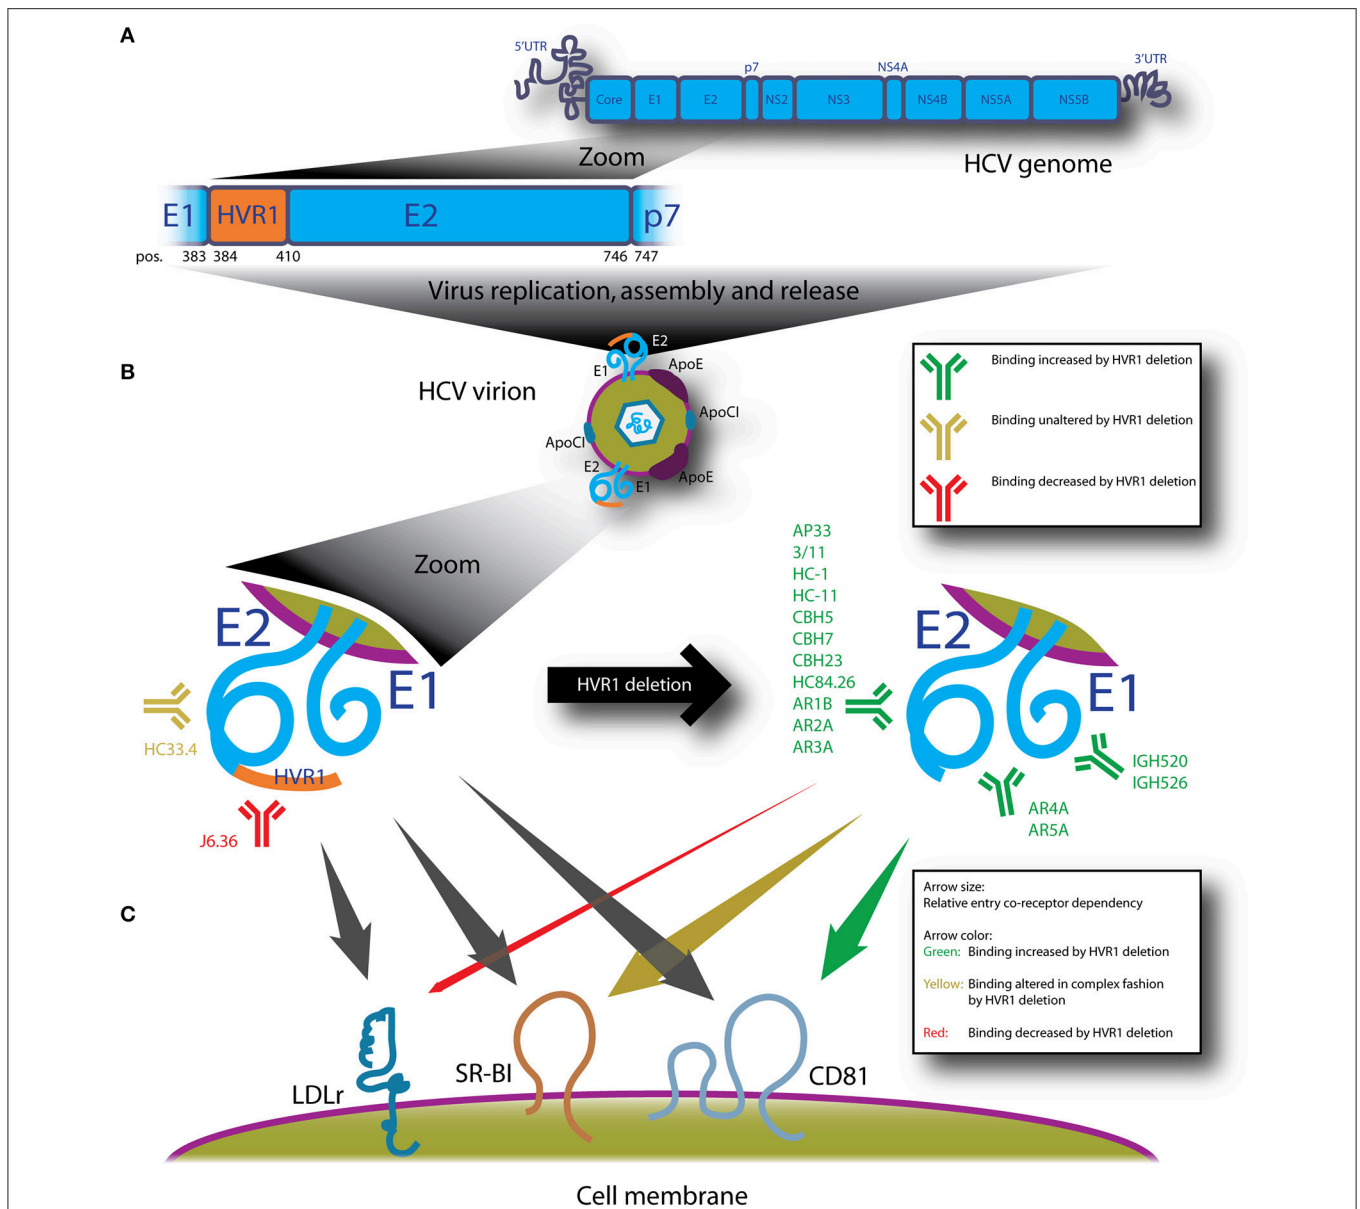 A
5'UTR
p7
NS4A
3'UTR
Core
E1
E2
NS2
NS3
NS4B
NS5A
NS5B
Zoom
HCV genome
E1
HVR1
E2
p7
pos.
383
384
410
746
747
Virus replication, assembly and release
B
HCV virion
E2
E1
ApoE
ApoCI
ApoCI
E2
E1
ApoE
Binding increased by HVR1 deletion
Binding unaltered by HVR1 deletion
Binding decreased by HVR1 deletion
Zoom
E2
E1
HC33.4
HVR1
J6.36
HVR1 deletion
AP33
3/11
HC-1
HC-11
CBH5
CBH7
CBH23
HC84.26
AR1B
AR2A
AR3A
E2
E1
IGH520
IGH526
AR4A
AR5A
C
Arrow size:
Relative entry co-receptor dependency
Arrow color:
Green: Binding increased by HVR1 deletion
Yellow: Binding altered in complex fashion
by HVR1 deletion
Red: Binding decreased by HVR1 deletion
LDLr
SR-BI
CD81
Cell membrane